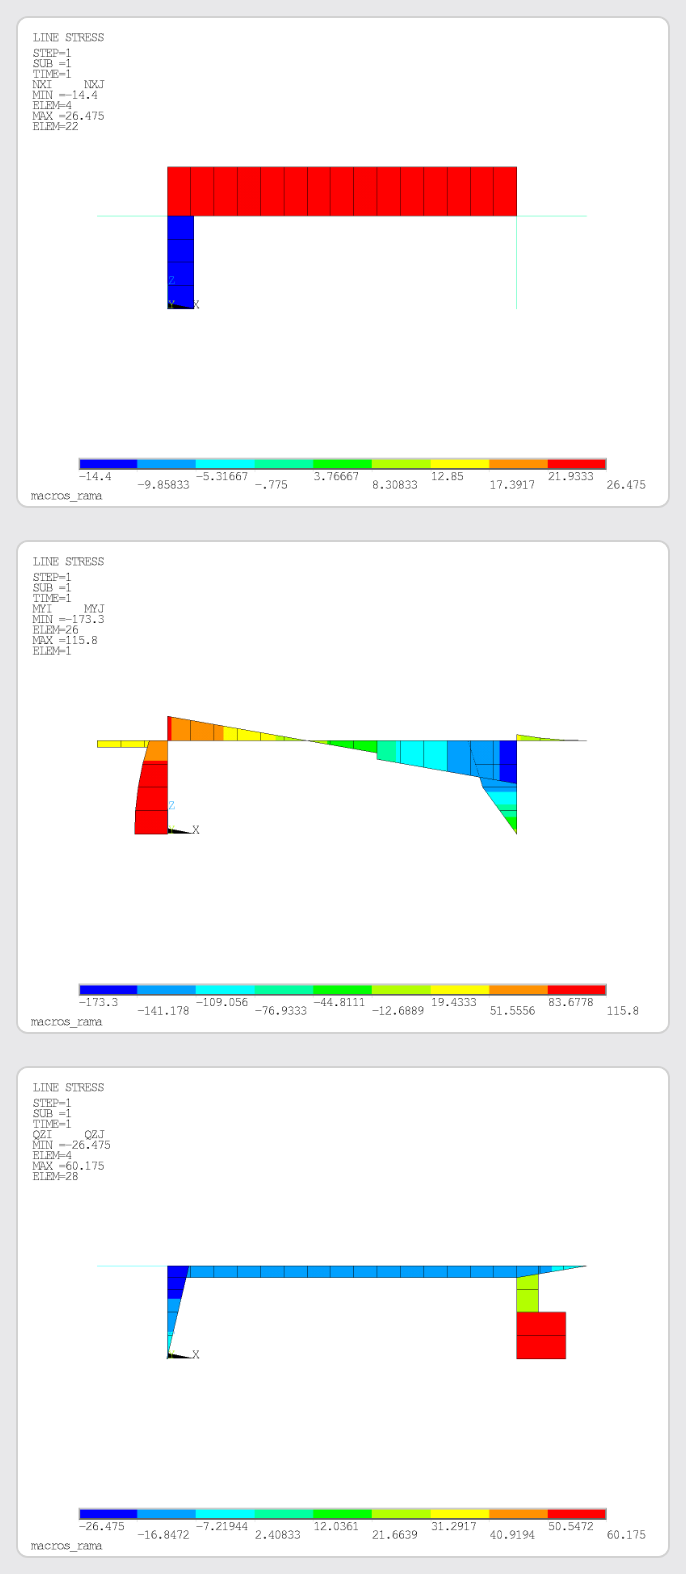 LINE STRESS
STEP=1
SUB =1
TIME=1
NXI NXJ
MIN =-14.4
ELEM=4
MAX =26.475
ELEM=22
Z
Y X
-14.4 -5.31667 3.76667 12.85 21.9333
-9.85833 -.775 8.30833 17.3917 26.475
macros_rama
LINE STRESS
STEP=1
SUB =1
TIME=1
MYI MYJ
MIN =-173.3
ELEM=26
MAX =115.8
ELEM=1
Z
X
-173.3 -109.056 -44.8111 19.4333 83.6778
-141.178 -76.9333 -12.6889 51.5556 115.8
macros_rama
LINE STRESS
STEP=1
SUB =1
TIME=1
QZI QZJ
MIN =-26.475
ELEM=4
MAX =60.175
ELEM=28
X
-26.475 -7.21944 12.0361 31.2917 50.5472
-16.8472 2.40833 21.6639 40.9194 60.175
macros_rama